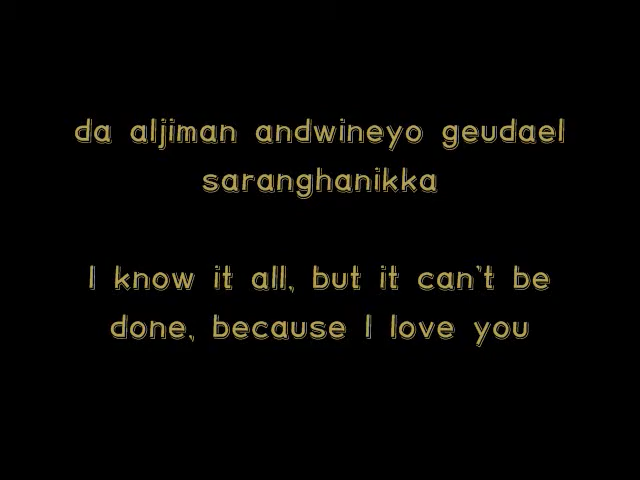 da aljiman andwineyo geudael
saranghanikka
I know it all, but it can't be
done, because I love you